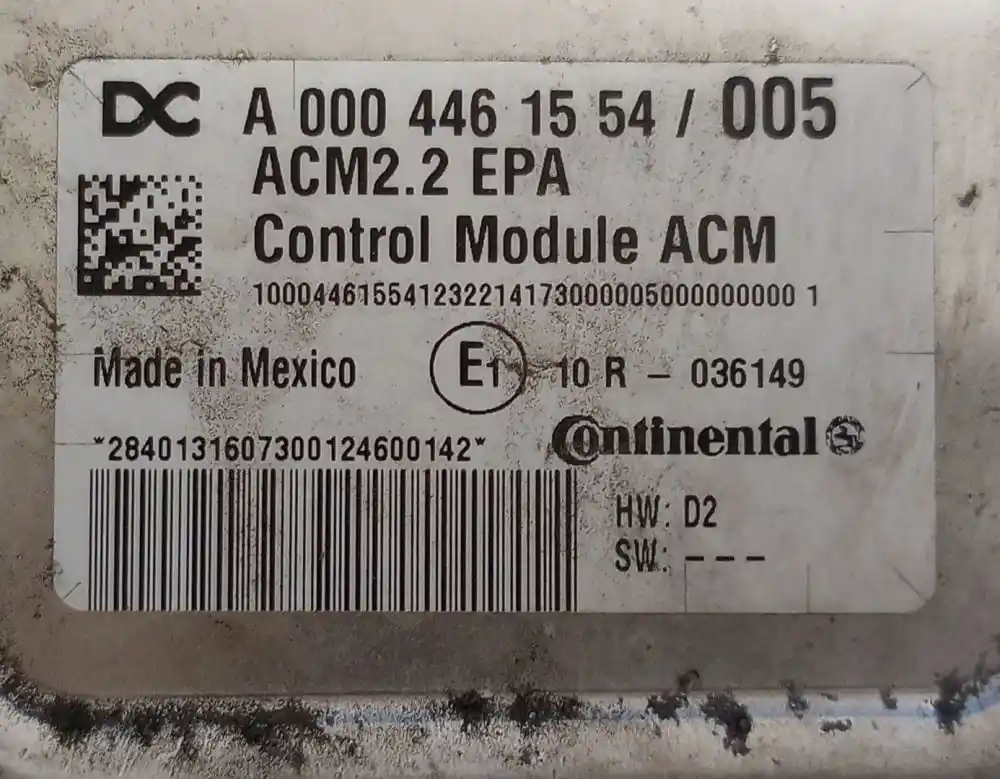 DC A 000 446 15 54 / 005
ACM2.2 EPA
Control Module ACM
10004461554123221417300000500000000 1
Made in Mexico E1 10 R – 036149
*2840131607300124600142*
Continental
HW: D2
SW: – – –